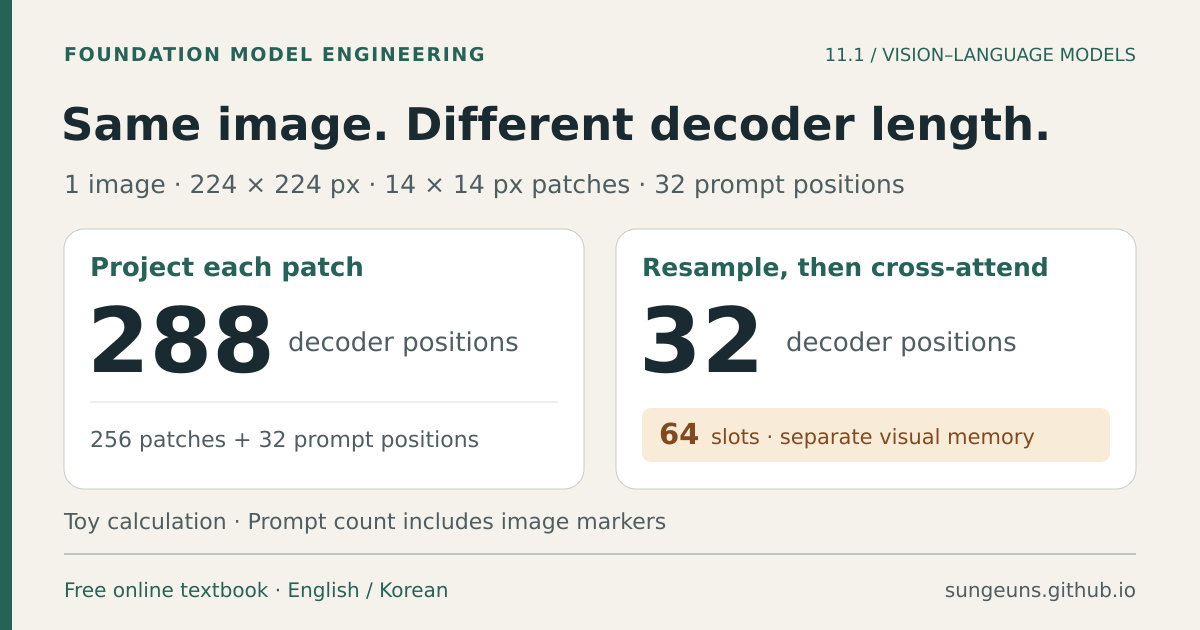 FOUNDATION MODEL ENGINEERING
11.1 / VISION–LANGUAGE MODELS
Same image. Different decoder length.
1 image · 224 × 224 px · 14 × 14 px patches · 32 prompt positions
Project each patch
288 decoder positions
256 patches + 32 prompt positions
Resample, then cross-attend
32 decoder positions
64 slots · separate visual memory
Toy calculation · Prompt count includes image markers
Free online textbook · English / Korean
sungeuns.github.io